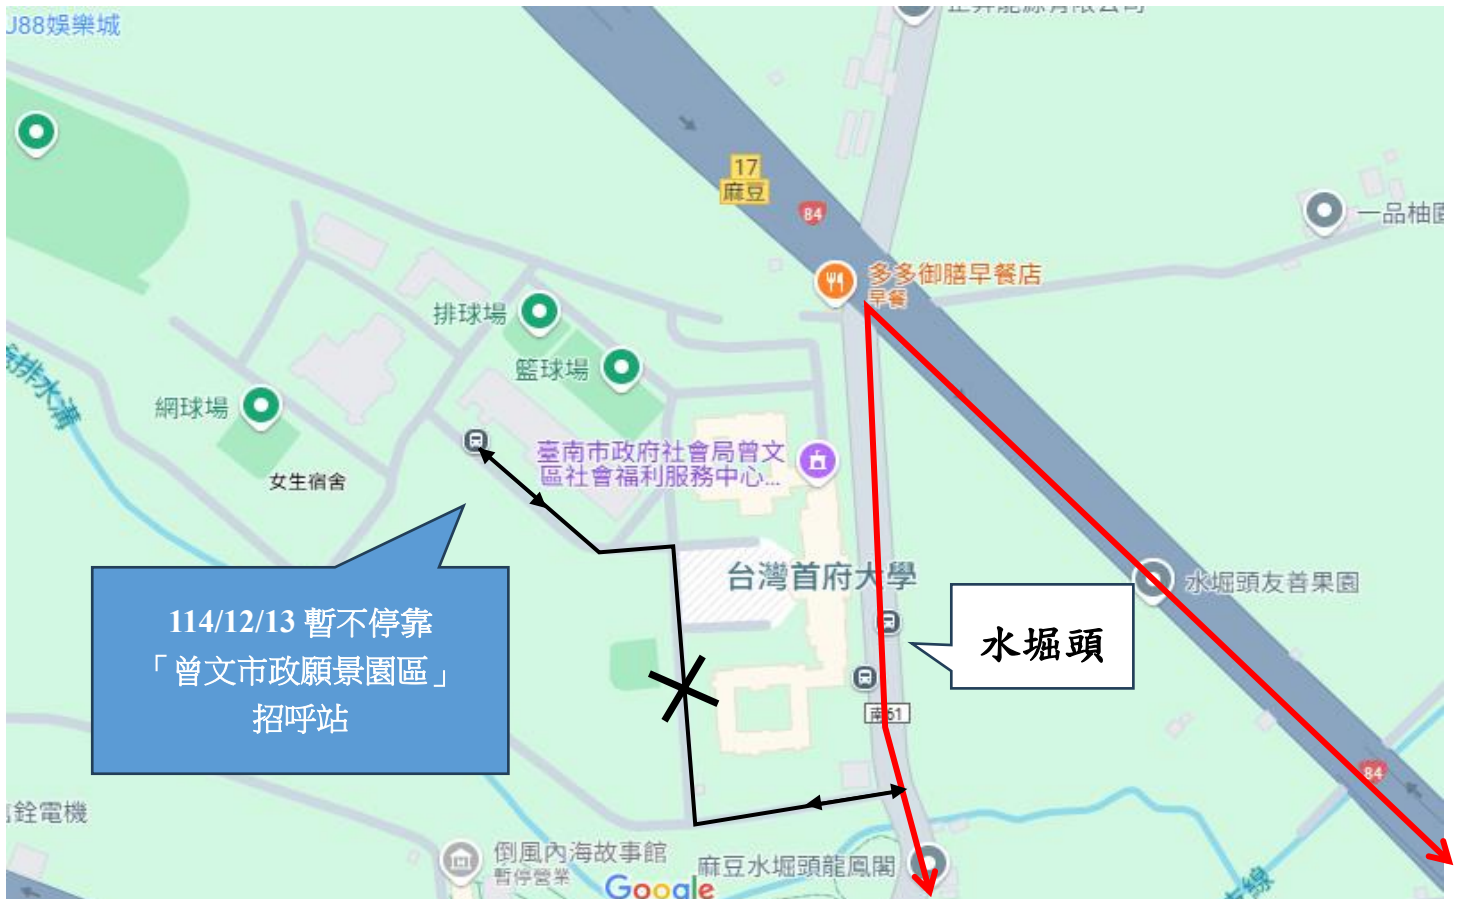 J88娛樂城
17
麻豆
84
一品柚園
多多御膳早餐店
早餐
排球場
籃球場
網球場
女生宿舍
臺南市政府社會局曾文
區社會福利服務中心...
114/12/13 暫不停靠
「曾文市政願景園區」
招呼站
台灣首府大學
水堀頭友善果園
水堀頭
南61
84
銓電機
倒風內海故事館
暫停營業
麻豆水堀頭龍鳳閣
Google